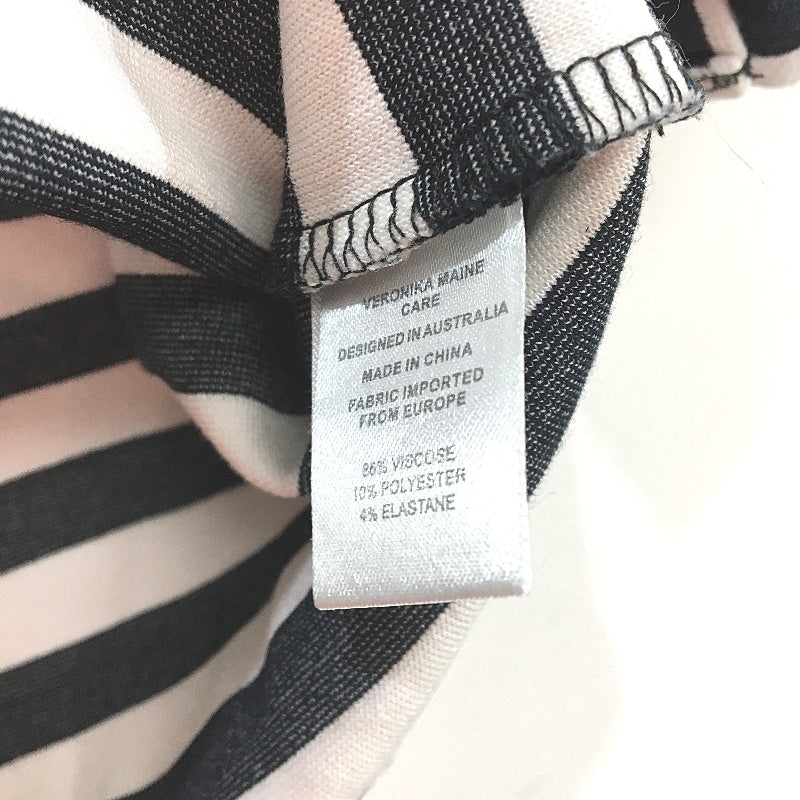 VERONIKA MAINE
CARE
DESIGNED IN AUSTRALIA
MADE IN CHINA
FABRIC IMPORTED
FROM EUROPE
86% VISCOSE
10% POLYESTER
4% ELASTANE